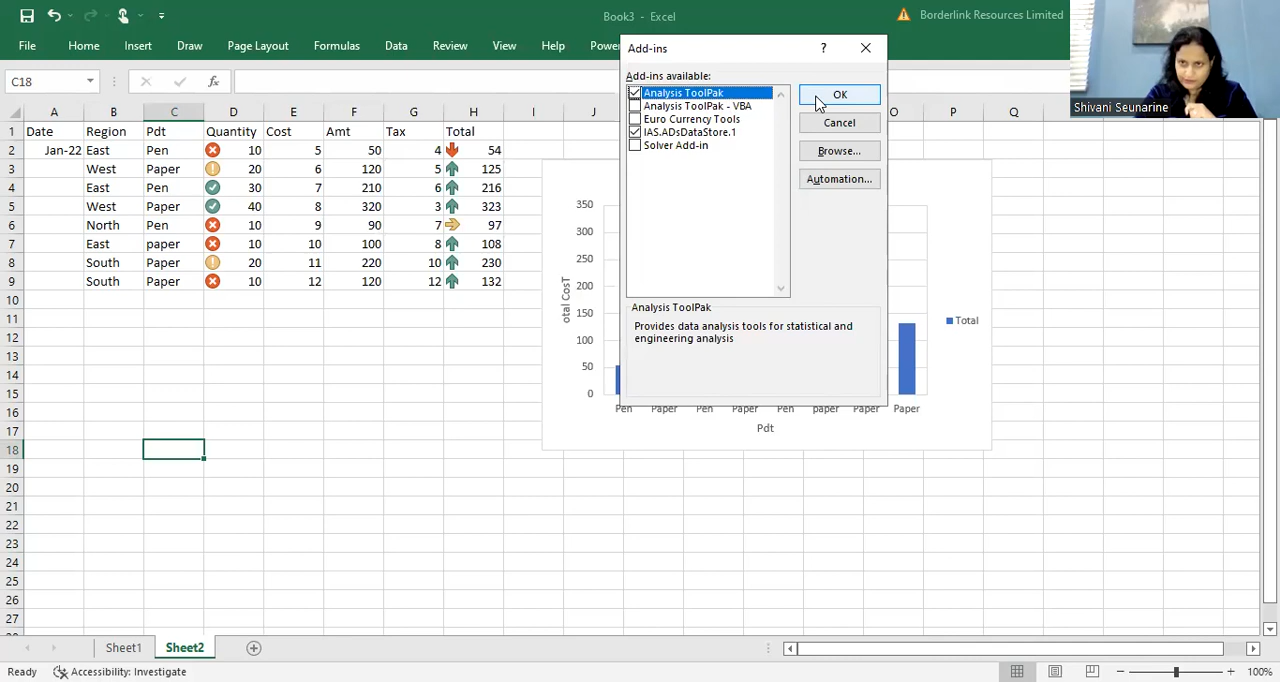 Book3 - Excel
Borderlink Resources Limited
File Home Insert Draw Page Layout Formulas Data Review View Help Power
C18
fx
Add-ins
?
Add-ins available:
Analysis ToolPak
Analysis ToolPak - VBA
Euro Currency Tools
IAS.ADsDataStore.1
Solver Add-in
OK
Cancel
Browse...
Automation...
Analysis ToolPak
Provides data analysis tools for statistical and
engineering analysis
Shivani Seunarine
A B C D E F G H I J O P Q
1 Date Region Pdt Quantity Cost Amt Tax Total
2 Jan-22 East Pen 10 5 50 4 54
3 West Paper 20 6 120 5 125
4 East Pen 30 7 210 6 216
5 West Paper 40 8 320 3 323
6 North Pen 10 9 90 7 97
7 East paper 10 10 100 8 108
8 South Paper 20 11 220 10 230
9 South Paper 10 12 120 12 132
10
11
12
13
14
15
16
17
18
19
20
21
22
23
24
25
26
27
350
300
250
200
150
100
50
0
otal CosT
Pen Paper Pen Paper Pen paper Paper Paper
Pdt
Total
Sheet1 Sheet2
Ready Accessibility: Investigate 100%